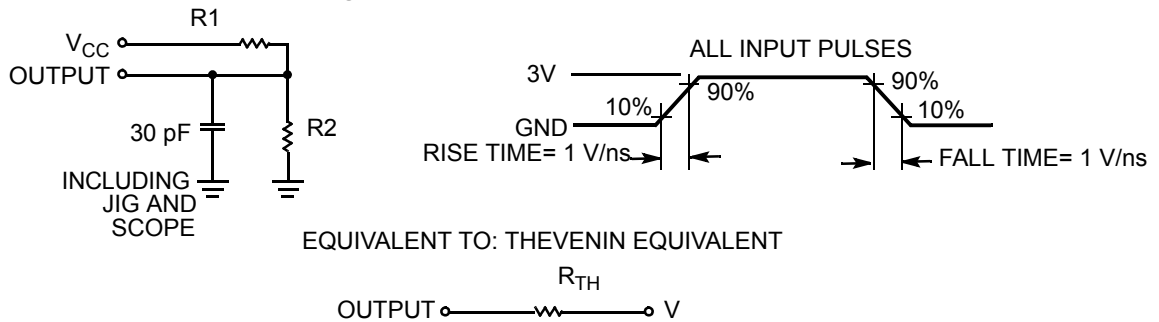 R1
VCC
OUTPUT
30 pF
R2
INCLUDING
JIG AND
SCOPE
ALL INPUT PULSES
3V
90%
90%
10%
10%
GND
RISE TIME= 1 V/ns
FALL TIME= 1 V/ns
EQUIVALENT TO: THEVENIN EQUIVALENT
RTH
OUTPUT
V